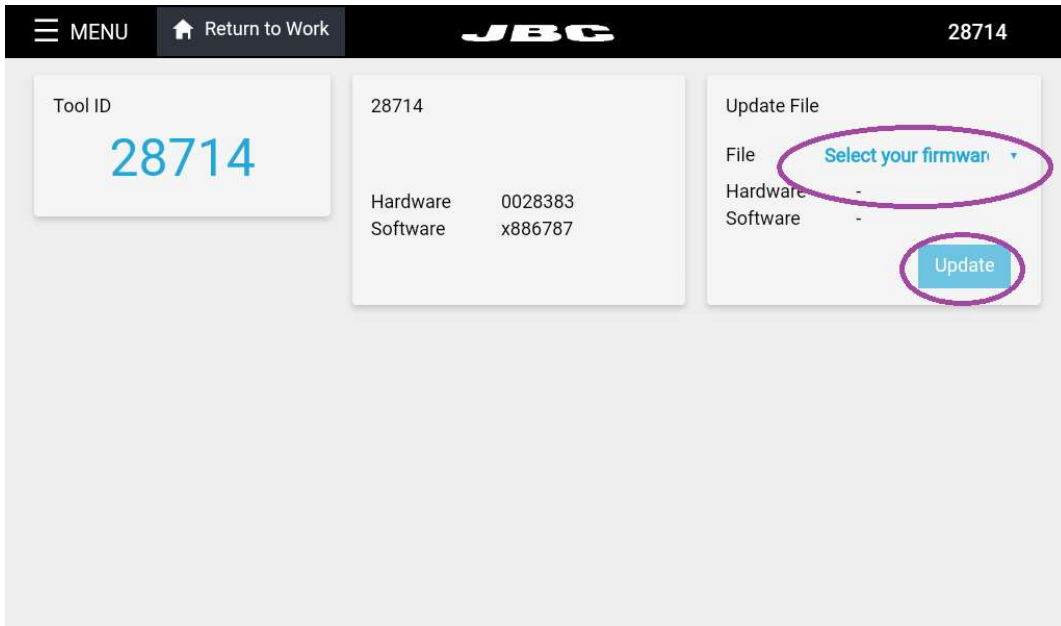 MENU
Return to Work
JBC
28714
Tool ID
28714
28714
Hardware 0028383
Software x886787
Update File
File Select your firmwar
Hardware -
Software -
Update